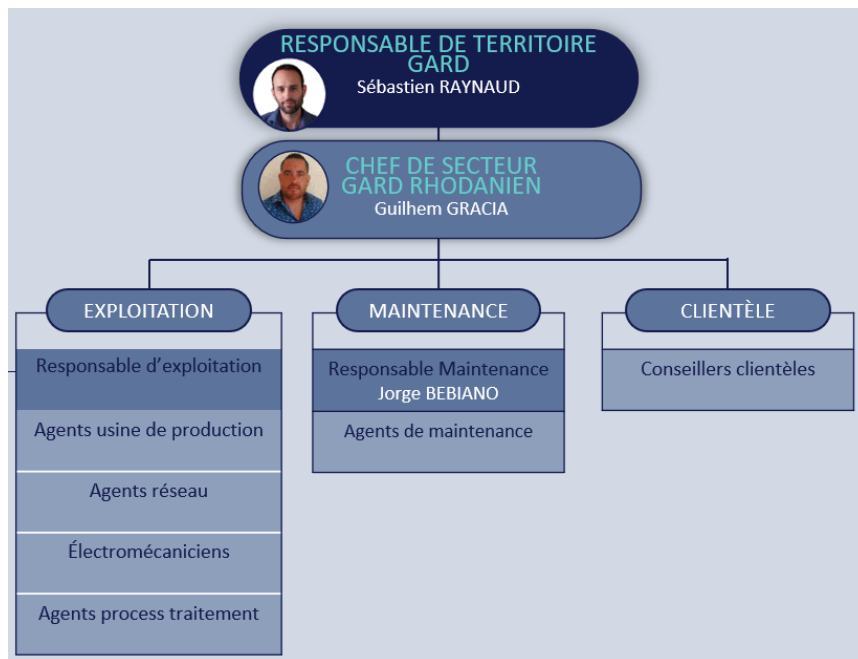 RESPONSABLE DE TERRITOIRE
GARD
Sébastien RAYNAUD
CHEF DE SECTEUR
GARD RHODANIEN
Guilhem GRACIA
EXPLOITATION
Responsable d'exploitation
Agents usine de production
Agents réseau
Électromécaniciens
Agents process traitement
MAINTENANCE
Responsable Maintenance
Jorge BEBIANO
Agents de maintenance
CLIENTÈLE
Conseillers clientèles